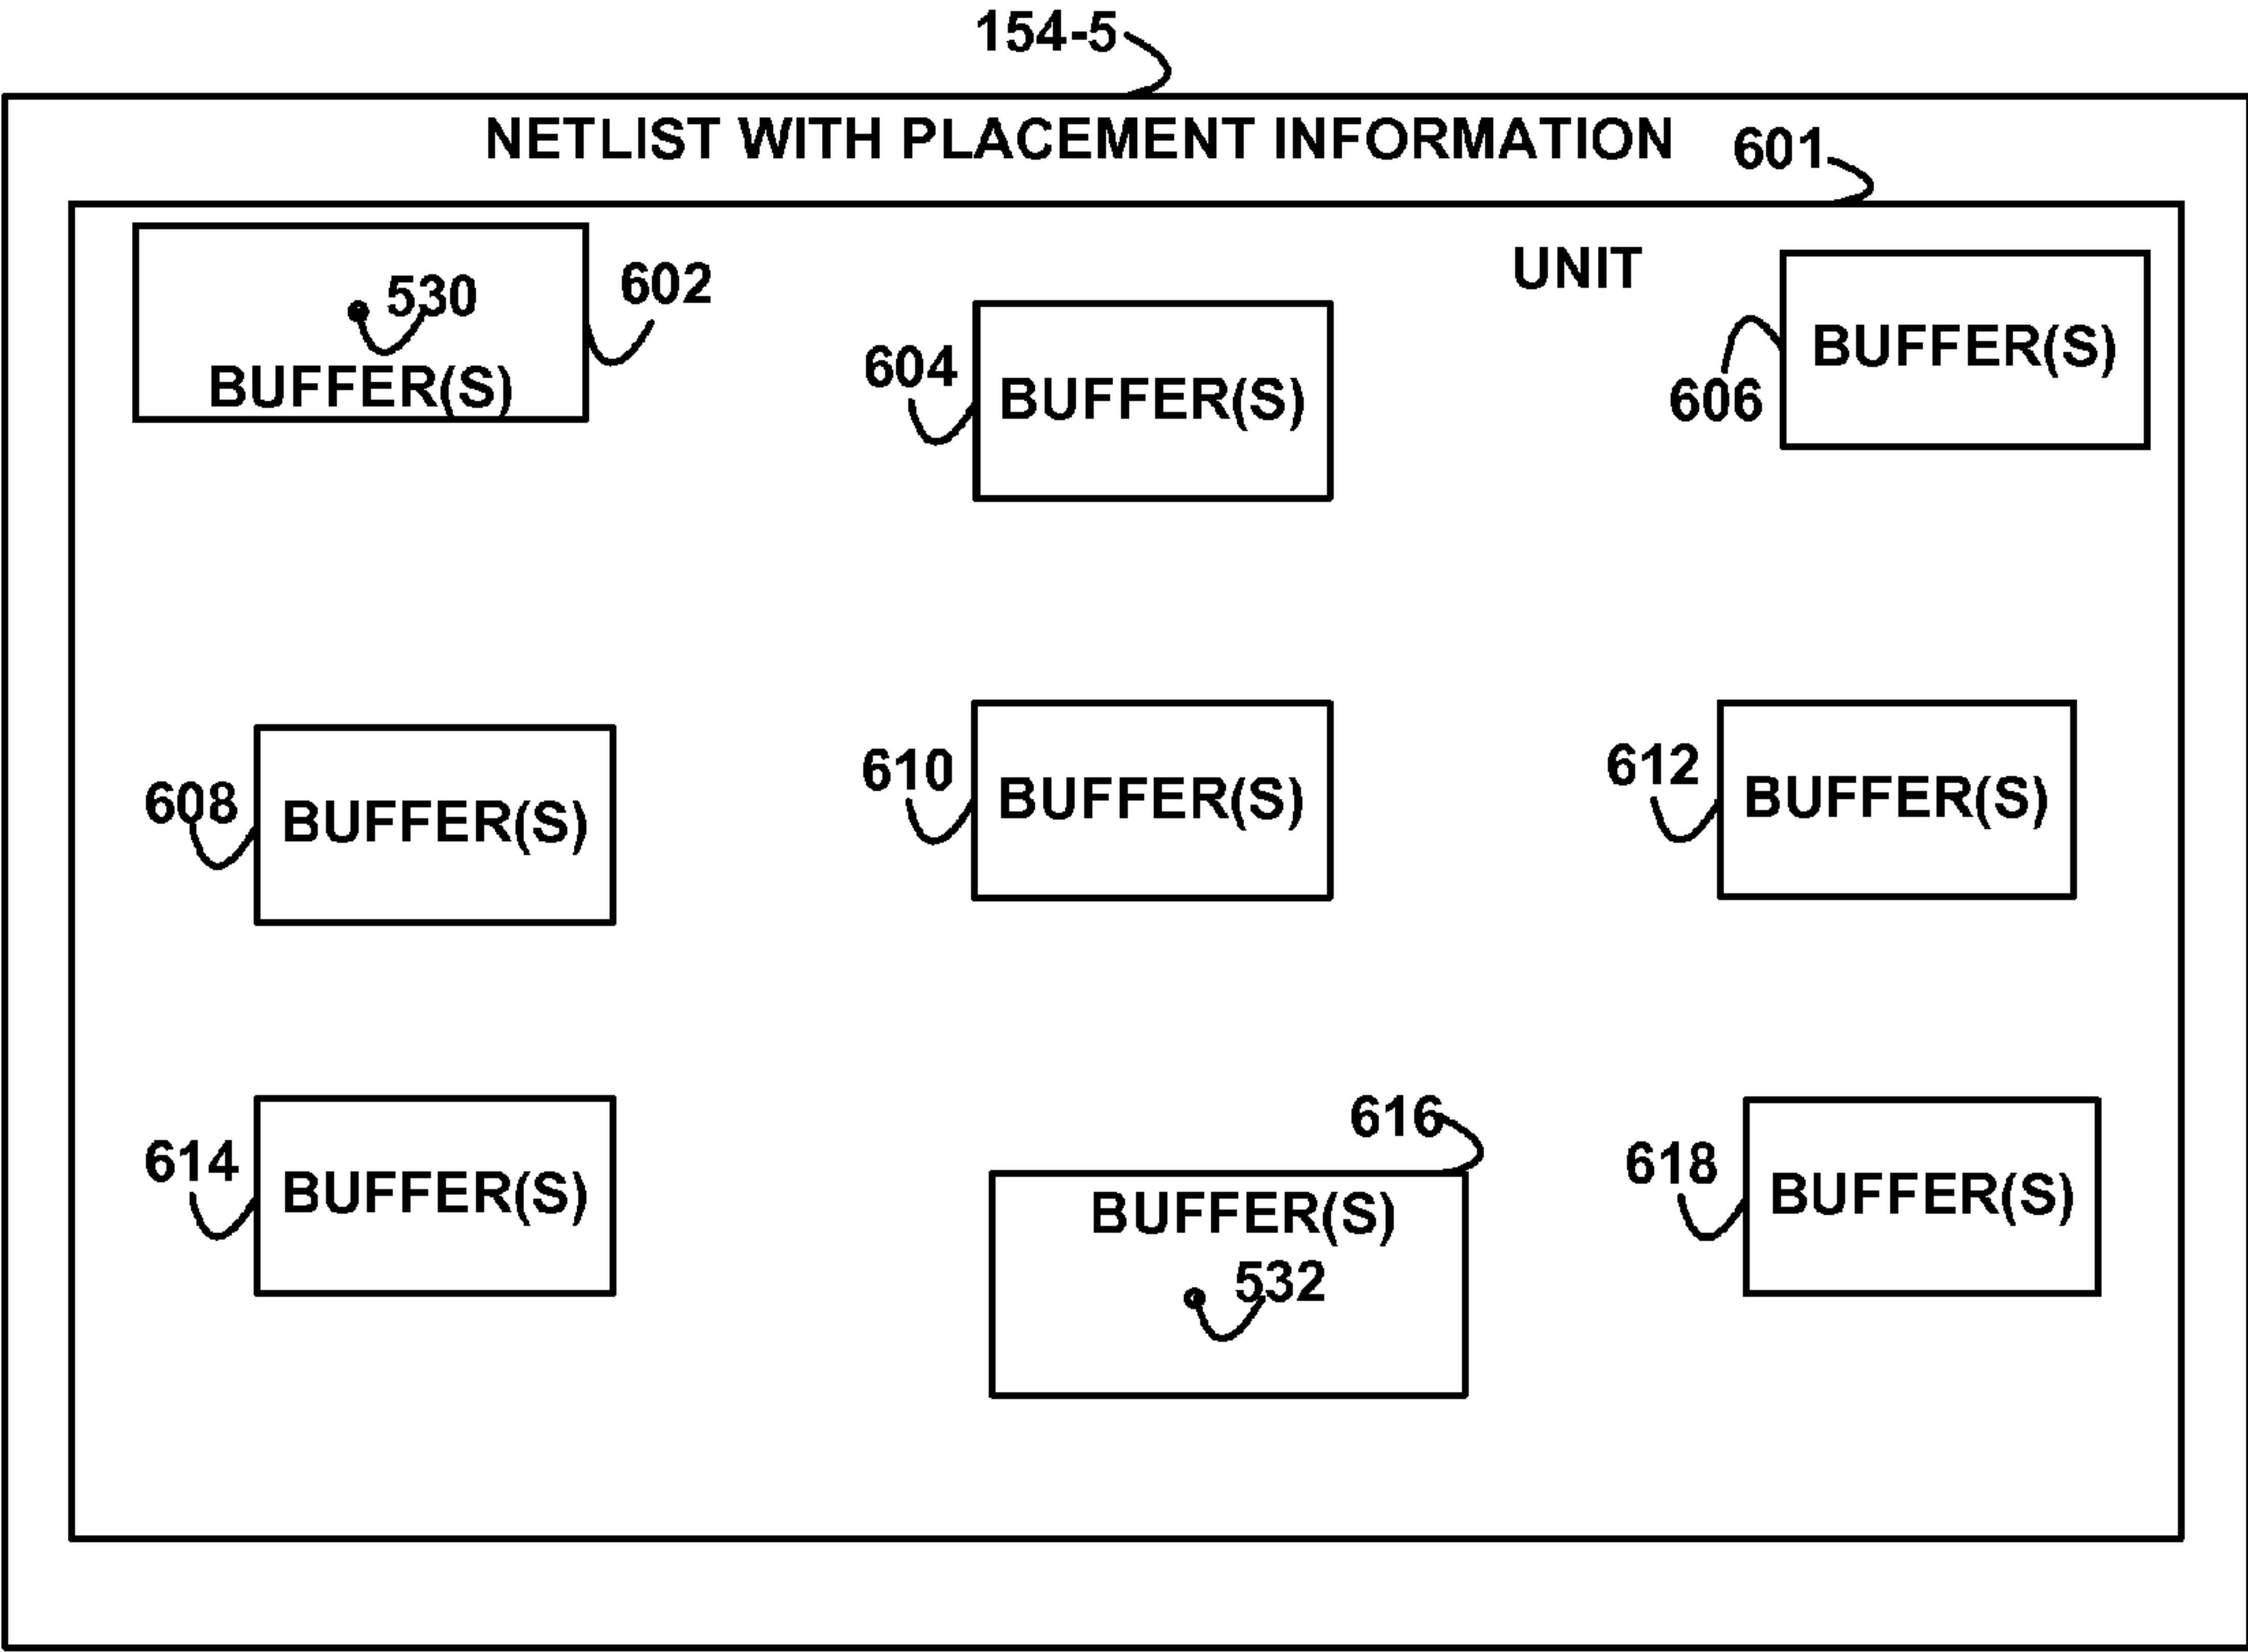 154-5
NETLIST WITH PLACEMENT INFORMATION
601
UNIT
530
602
BUFFER(S)
604
BUFFER(S)
606
BUFFER(S)
608
BUFFER(S)
610
BUFFER(S)
612
BUFFER(S)
614
BUFFER(S)
616
BUFFER(S)
532
618
BUFFER(S)